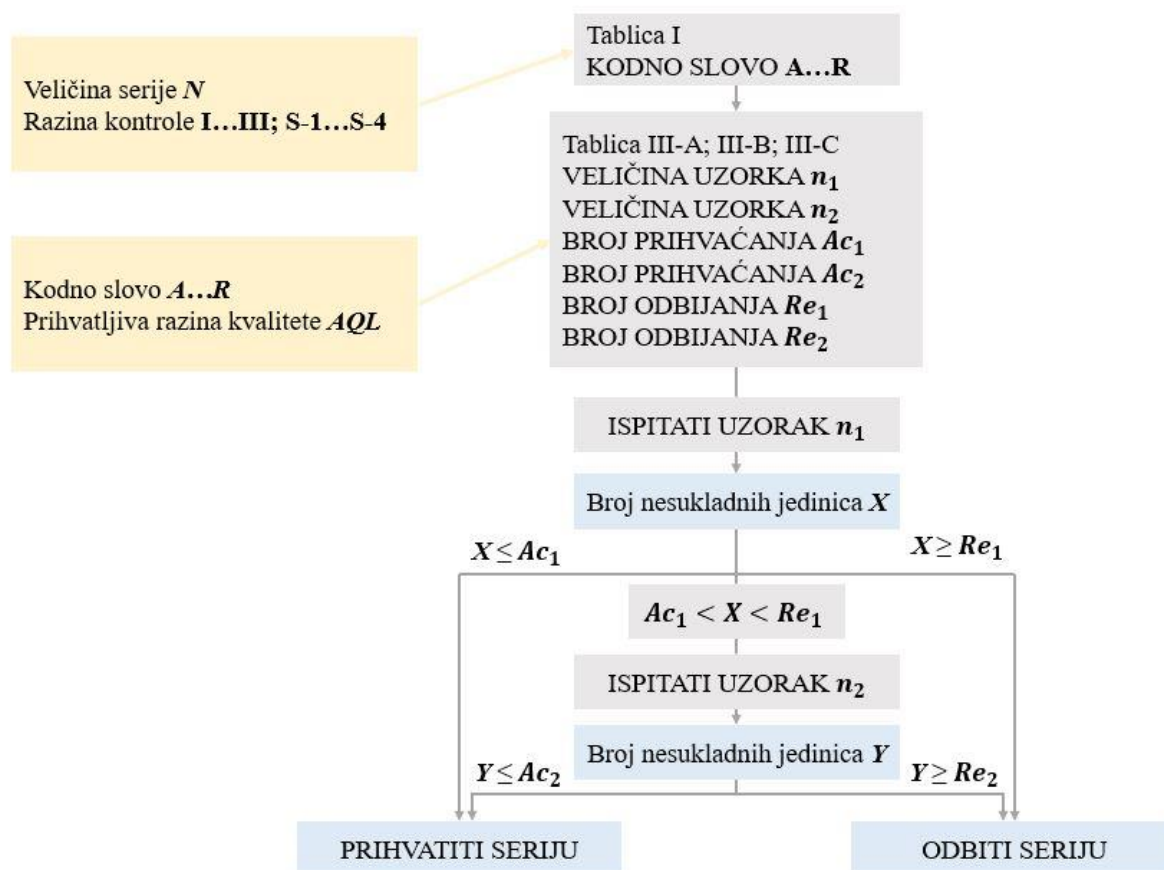 Tablica I
KODNO SLOVO A...R
Veličina serije N
Razina kontrole I...III; S-1...S-4
Tablica III-A; III-B; III-C
VELIČINA UZORKA n₁
VELIČINA UZORKA n₂
BROJ PRIHVAĆANJA Ac₁
BROJ PRIHVAĆANJA Ac₂
BROJ ODBIJANJA Re₁
BROJ ODBIJANJA Re₂
Kodno slovo A...R
Prihvatljiva razina kvalitete AQL
ISPITATI UZORAK n₁
Broj nesukladnih jedinica X
X ≤ Ac₁
X ≥ Re₁
Ac₁ < X < Re₁
ISPITATI UZORAK n₂
Broj nesukladnih jedinica Y
Y ≤ Ac₂
Y ≥ Re₂
PRIHVATITI SERIJU
ODBITI SERIJU